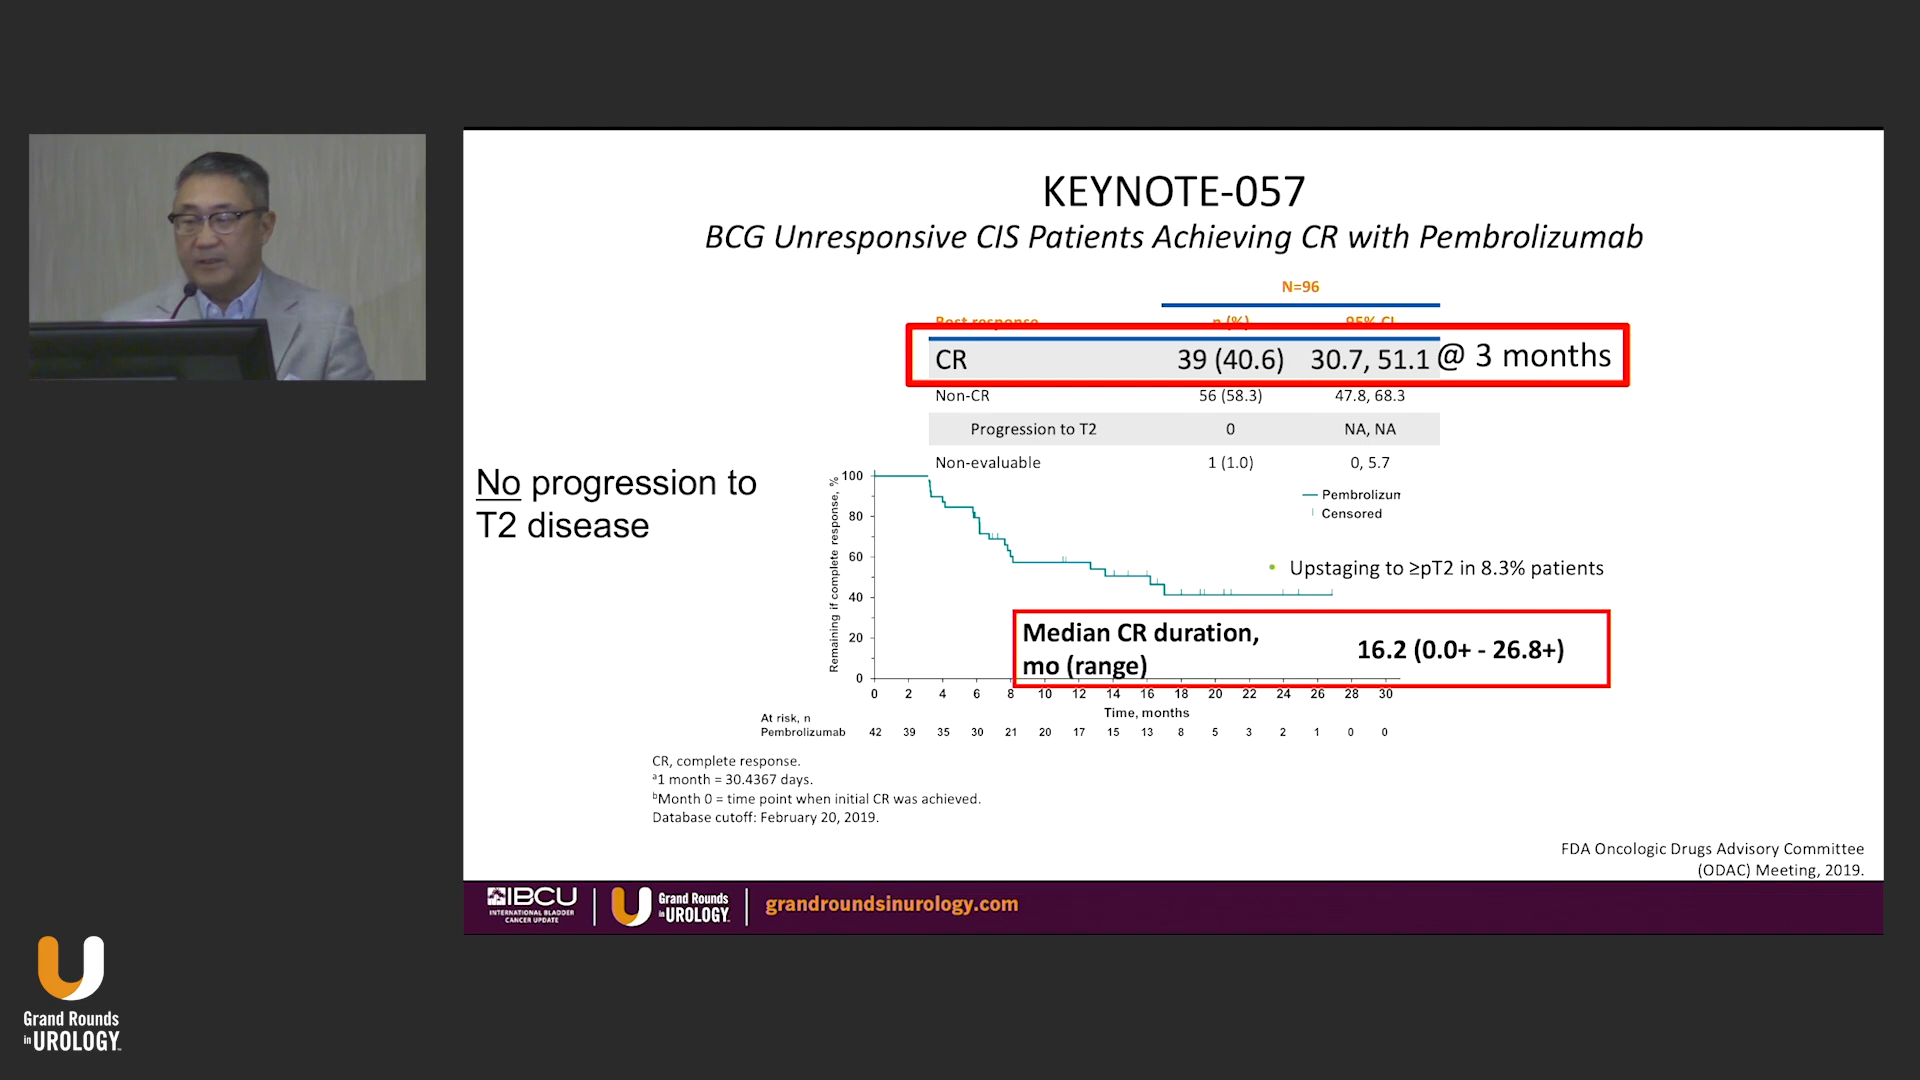 KEYNOTE-057
BCG Unresponsive CIS Patients Achieving CR with Pembrolizumab
N=96
Best response n (%) 95% CI
CR 39 (40.6) 30.7, 51.1 @ 3 months
Non-CR 56 (58.3) 47.8, 68.3
Progression to T2 0 NA, NA
Non-evaluable 1 (1.0) 0, 5.7
No progression to
T2 disease
Remaining if complete response, %
100
80
60
40
20
0
Pembrolizum
Censored
• Upstaging to ≥pT2 in 8.3% patients
Median CR duration,
mo (range)
16.2 (0.0+ - 26.8+)
0 2 4 6 8 10 12 14 16 18 20 22 24 26 28 30
Time, months
At risk, n
Pembrolizumab 42 39 35 30 21 20 17 15 13 8 5 3 2 1 0 0
CR, complete response.
a1 month = 30.4367 days.
bMonth 0 = time point when initial CR was achieved.
Database cutoff: February 20, 2019.
FDA Oncologic Drugs Advisory Committee
(ODAC) Meeting, 2019.
IBCU
INTERNATIONAL BLADDER
CANCER UPDATE
Grand Rounds
in UROLOGY
grandroundsinurology.com
Grand Rounds
in UROLOGY